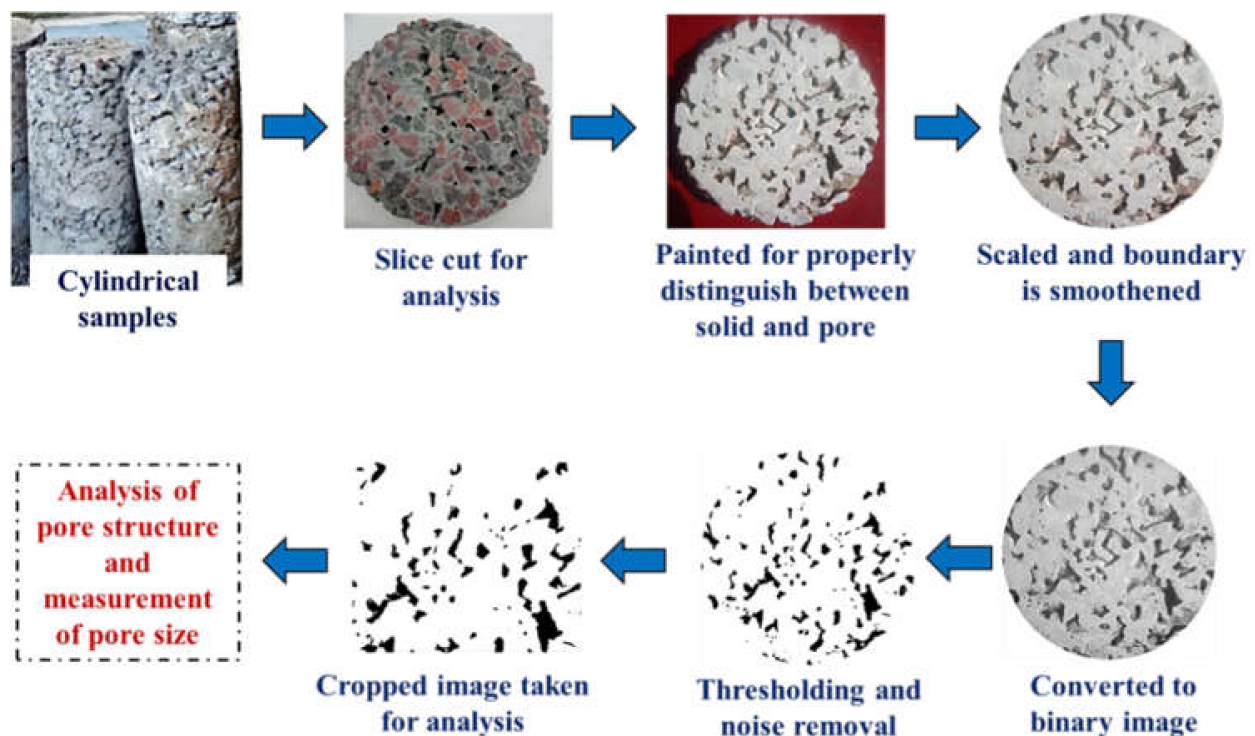 Cylindrical
samples
Slice cut for
analysis
Painted for properly
distinguish between
solid and pore
Scaled and boundary
is smoothened
Converted to
binary image
Thresholding and
noise removal
Cropped image taken
for analysis
Analysis of
pore structure
and
measurement
of pore size